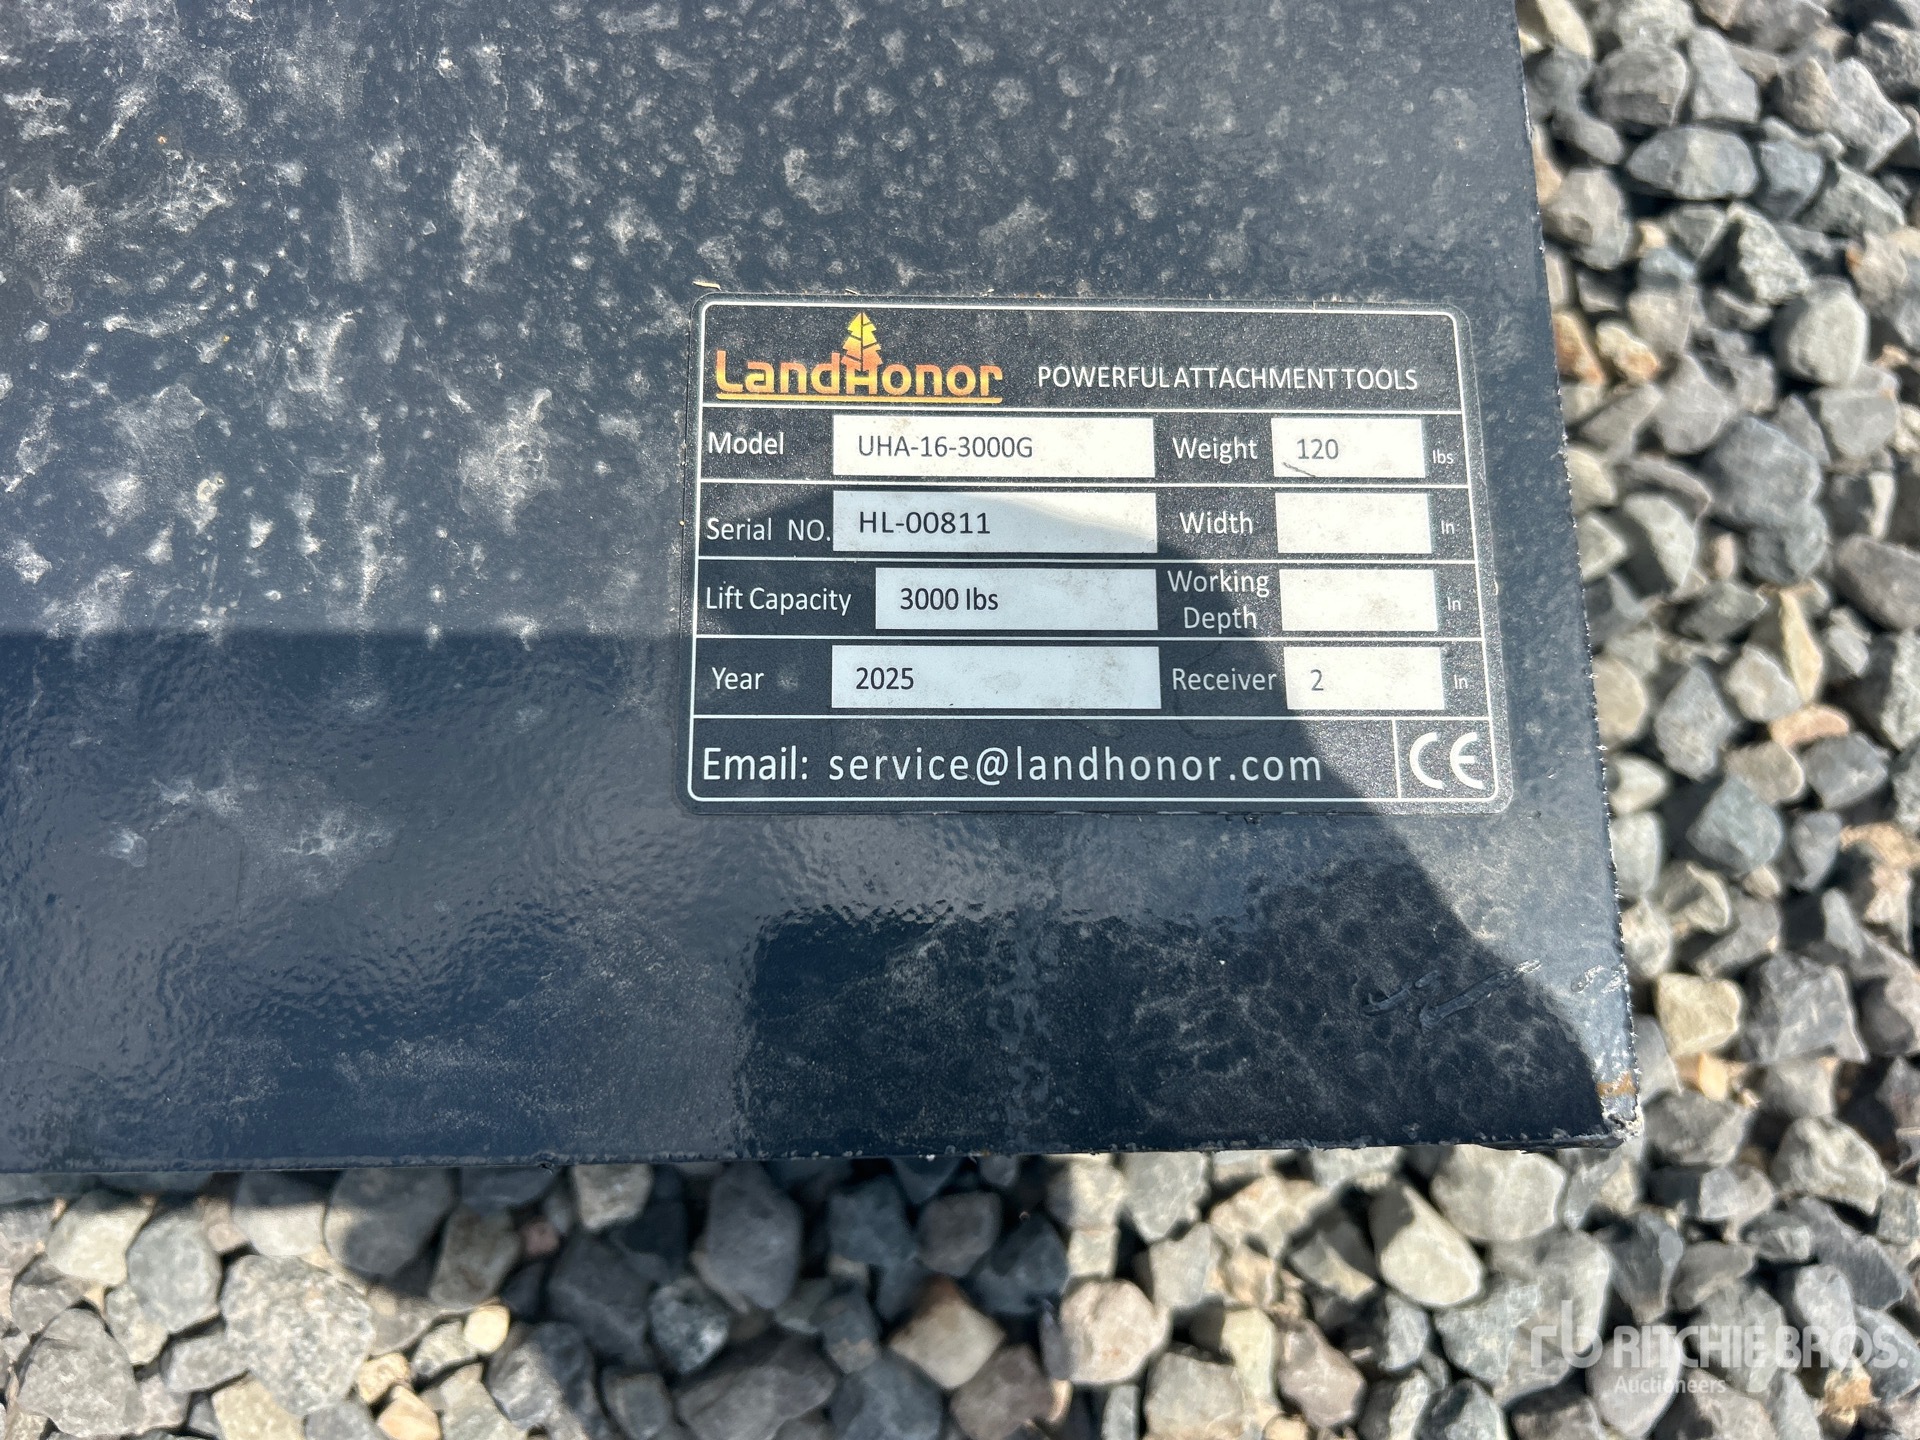 LandHonor POWERFUL ATTACHMENT TOOLS
Model UHA-16-3000G Weight 120 lbs
Serial NO. HL-00811 Width In
Lift Capacity 3000 lbs Working Depth In
Year 2025 Receiver 2 In
Email: service@landhonor.com CE
rb RITCHIE BROS.
Auctioneers